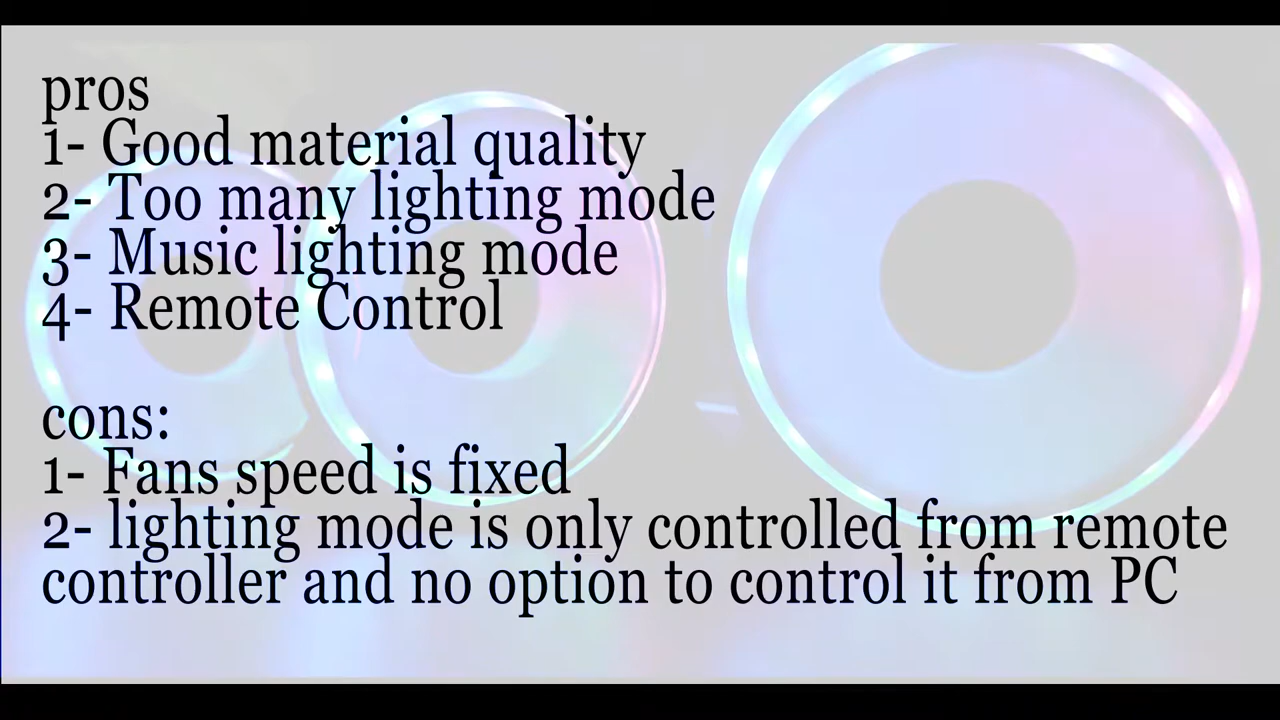 pros
1- Good material quality
2- Too many lighting mode
3- Music lighting mode
4- Remote Control
cons:
1- Fans speed is fixed
2- lighting mode is only controlled from remote
controller and no option to control it from PC